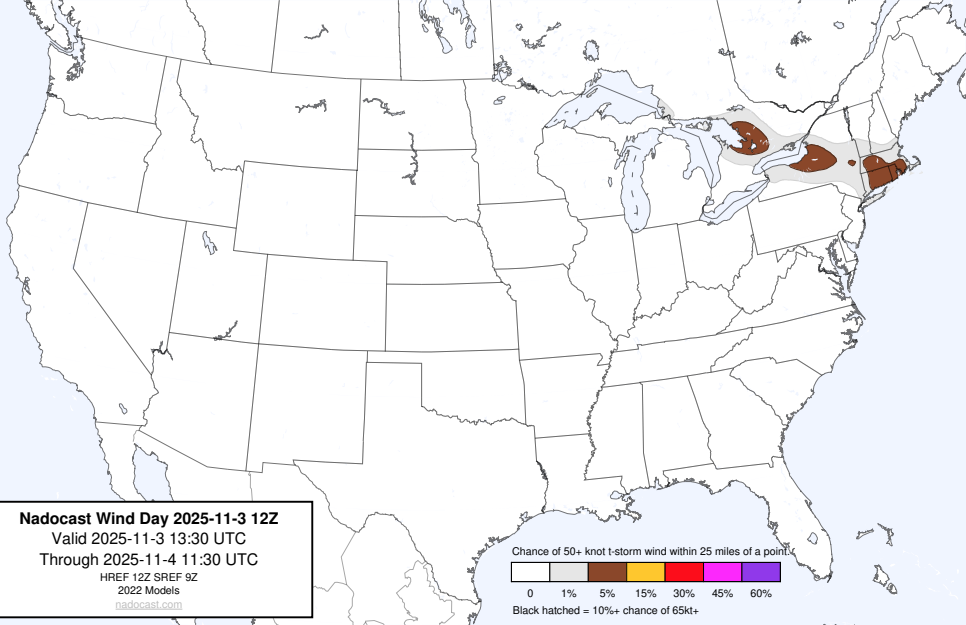 Nadocast Wind Day 2025-11-3 12Z
Valid 2025-11-3 13:30 UTC
Through 2025-11-4 11:30 UTC
HREF 12Z SREF 9Z
2022 Models
nadocast.com
Chance of 50+ knot t-storm wind within 25 miles of a point.
0 1% 5% 15% 30% 45% 60%
Black hatched = 10%+ chance of 65kt+